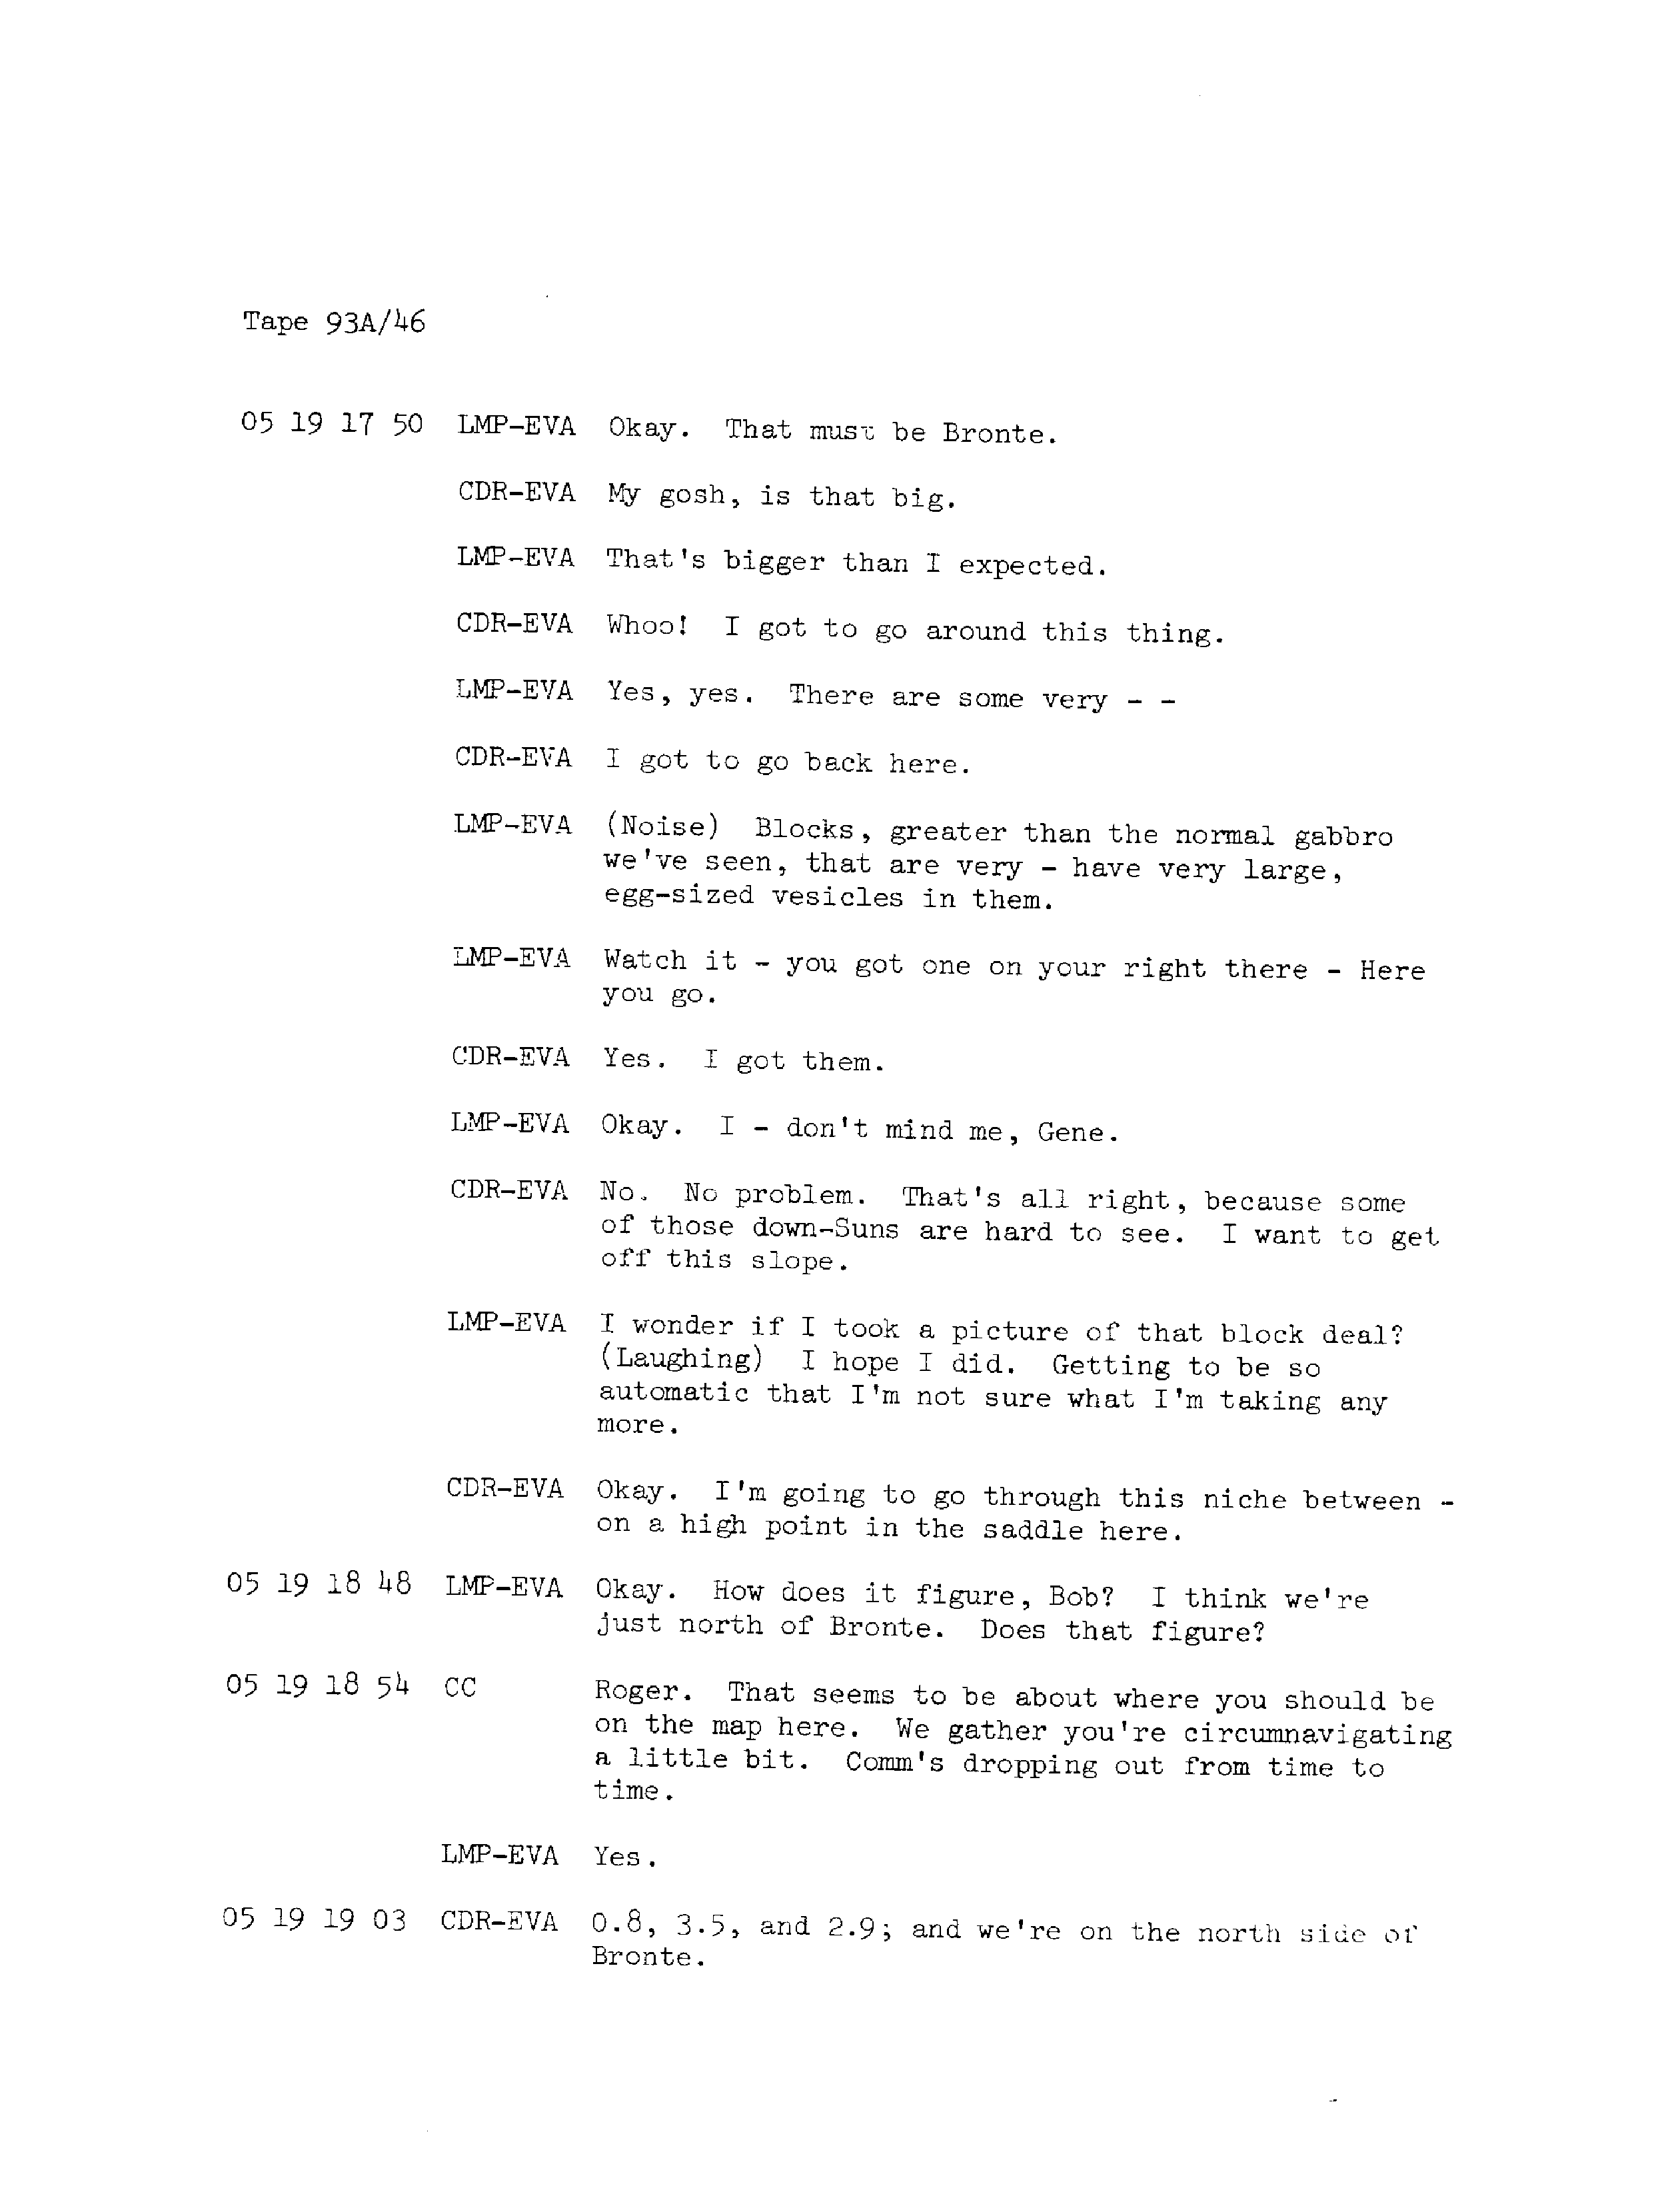 Tape 93A/46
05 19 17 50 LMP-EVA Okay. That must be Bronte.
CDR-EVA My gosh, is that big.
LMP-EVA That's bigger than I expected.
CDR-EVA Whoo! I got to go around this thing.
LMP-EVA Yes, yes. There are some very - -
CDR-EVA I got to go back here.
LMP-EVA (Noise) Blocks, greater than the normal gabbro
we've seen, that are very - have very large,
egg-sized vesicles in them.
LMP-EVA Watch it - you got one on your right there - Here
you go.
CDR-EVA Yes. I got them.
LMP-EVA Okay. I - don't mind me, Gene.
CDR-EVA No. No problem. That's all right, because some
of those down-Suns are hard to see. I want to get
off this slope.
LMP-EVA I wonder if I took a picture of that block deal?
(Laughing) I hope I did. Getting to be so
automatic that I'm not sure what I'm taking any
more.
CDR-EVA Okay. I'm going to go through this niche between -
on a high point in the saddle here.
05 19 18 48 LMP-EVA Okay. How does it figure, Bob? I think we're
just north of Bronte. Does that figure?
05 19 18 54 CC Roger. That seems to be about where you should be
on the map here. We gather you're circumnavigating
a little bit. Comm's dropping out from time to
time.
LMP-EVA Yes.
05 19 19 03 CDR-EVA 0.8, 3.5, and 2.9; and we're on the north side of
Bronte.